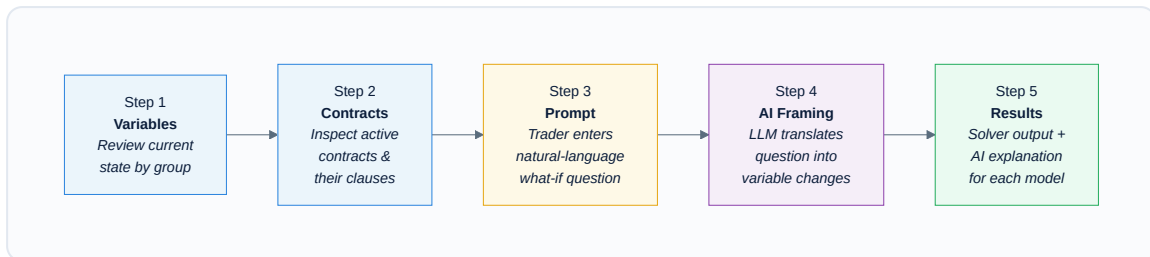 Step 1
Variables
Review current
state by group
Step 2
Contracts
Inspect active
contracts &
their clauses
Step 3
Prompt
Trader enters
natural-language
what-if question
Step 4
AI Framing
LLM translates
question into
variable changes
Step 5
Results
Solver output +
AI explanation
for each model